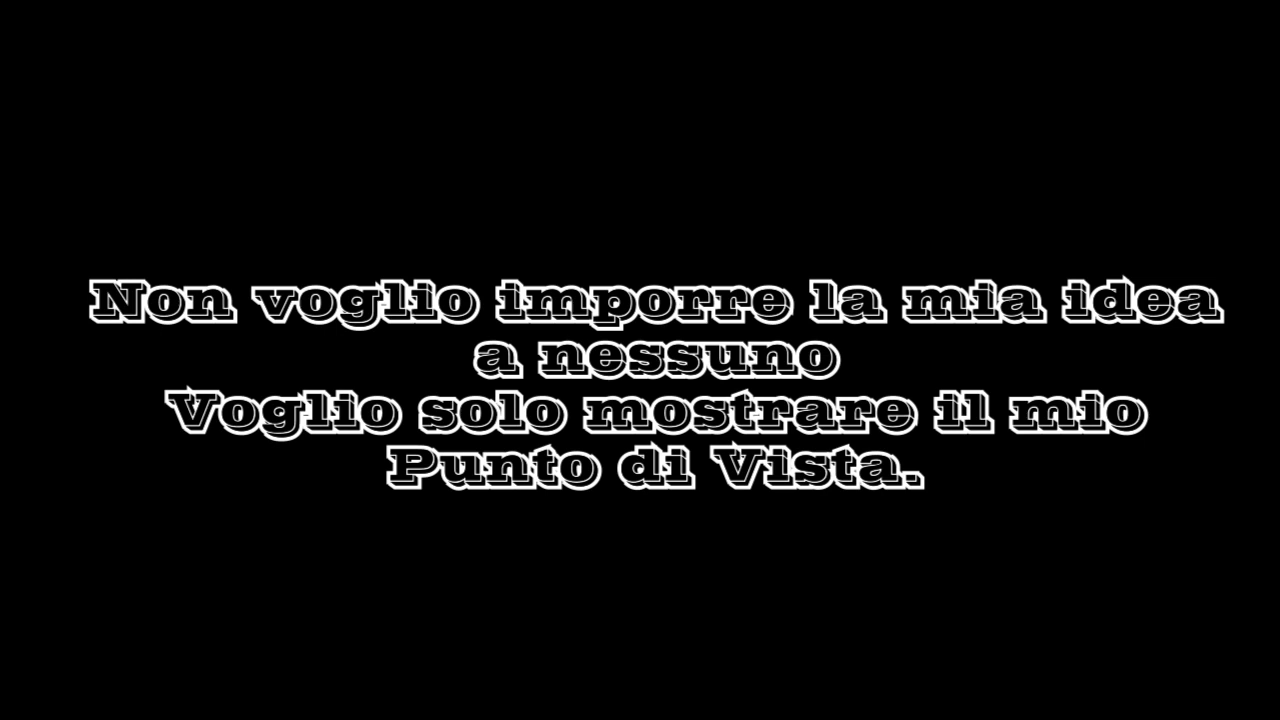 Non voglio imporre la mia idea
a nessuno
Voglio solo mostrare il mio
Punto di Vista.